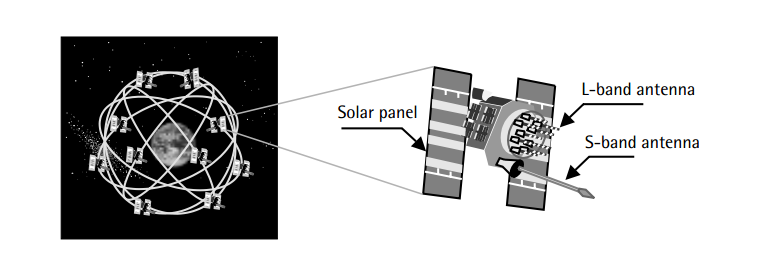 L-band antenna
Solar panel
S-band antenna